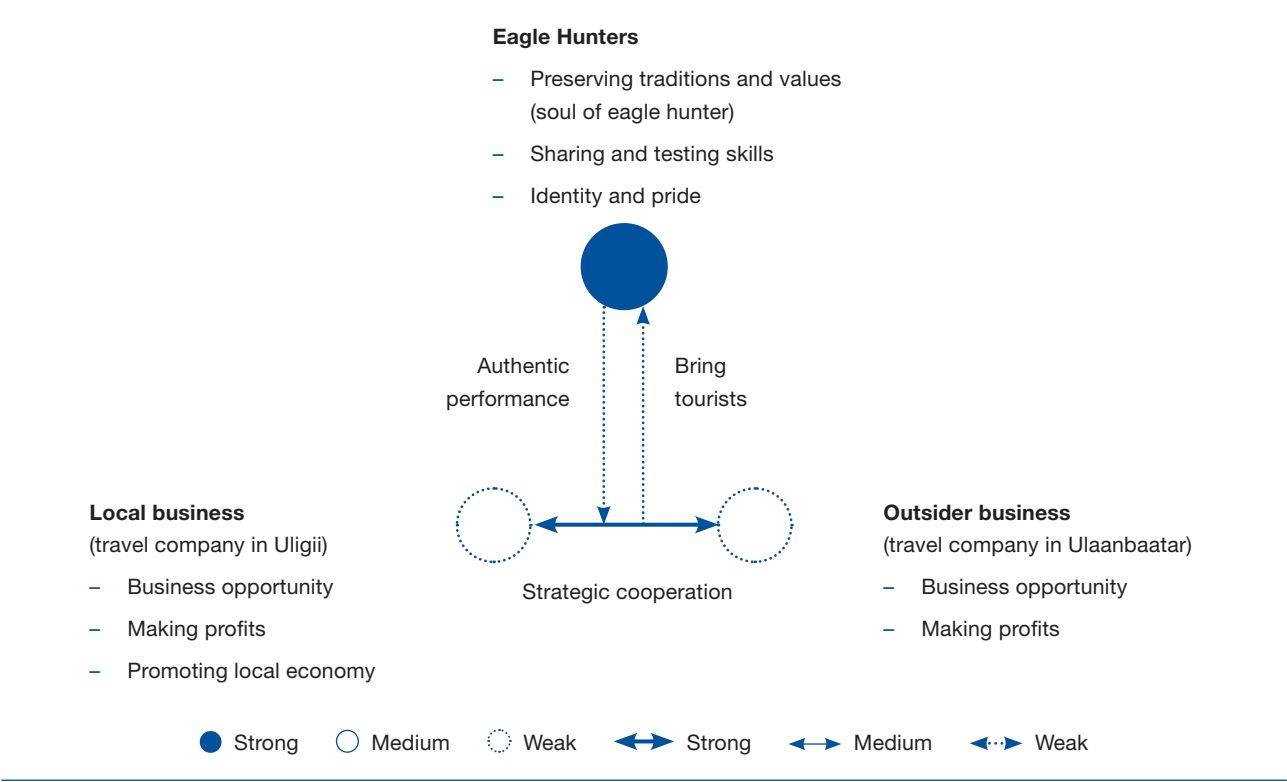 Eagle Hunters
– Preserving traditions and values
(soul of eagle hunter)
– Sharing and testing skills
– Identity and pride
Authentic
performance
Bring
tourists
Local business
(travel company in Uligii)
– Business opportunity
– Making profits
– Promoting local economy
Strategic cooperation
Outsider business
(travel company in Ulaanbaatar)
– Business opportunity
– Making profits
Strong Medium Weak Strong Medium Weak